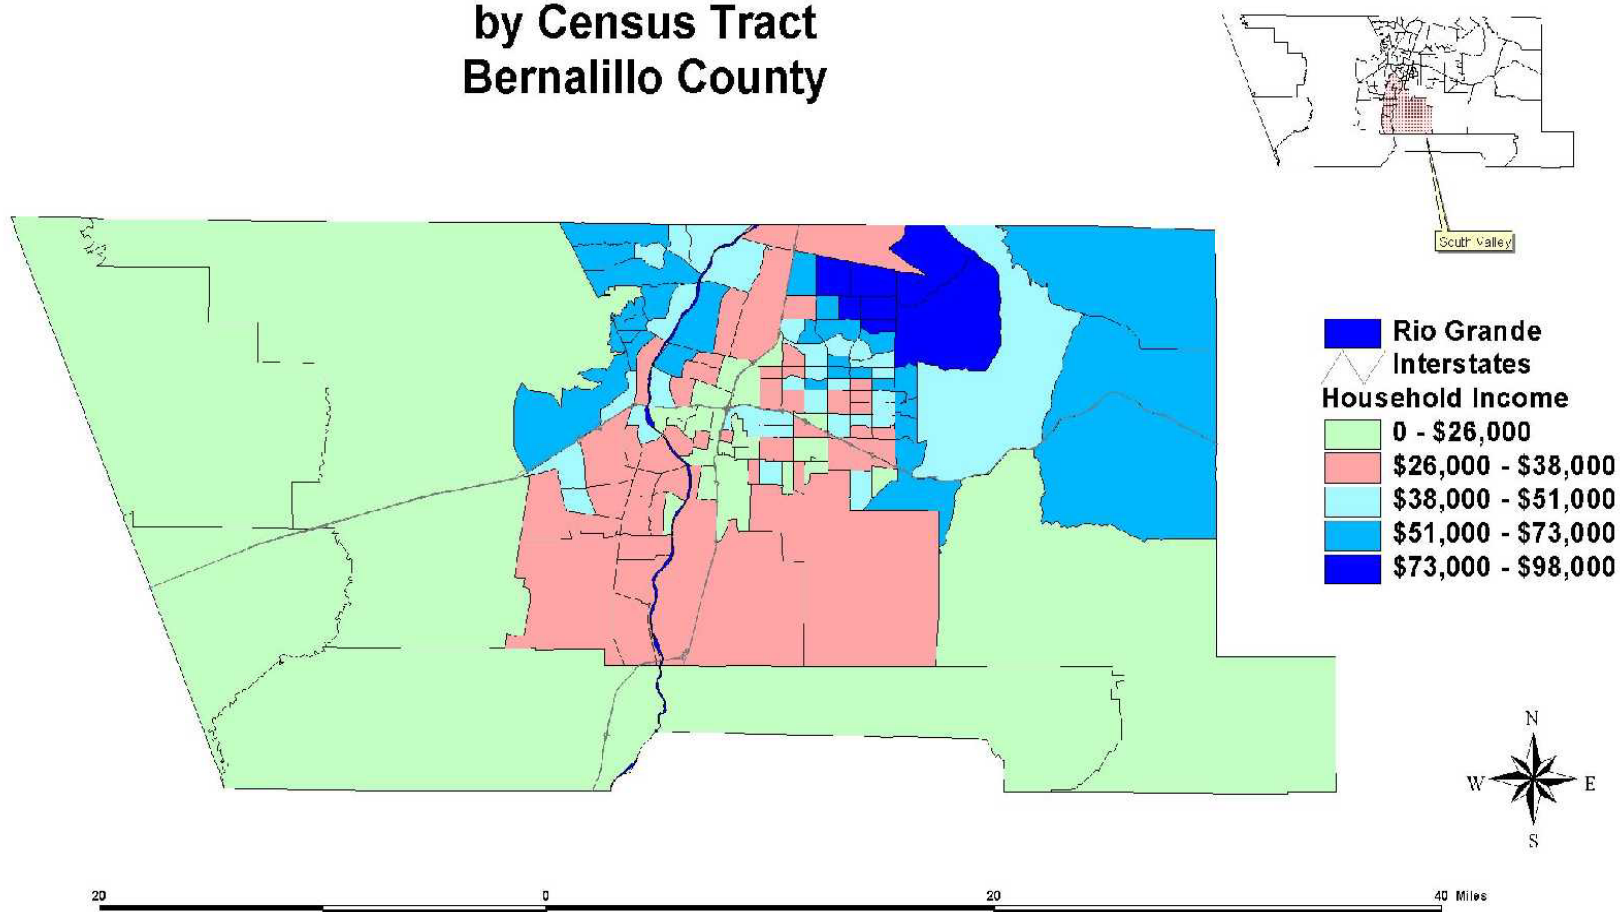 by Census Tract
Bernalillo County
South Valley
Rio Grande
Interstates
Household Income
0 - $26,000
$26,000 - $38,000
$38,000 - $51,000
$51,000 - $73,000
$73,000 - $98,000
N
W E
S
20 0 20 40 Miles